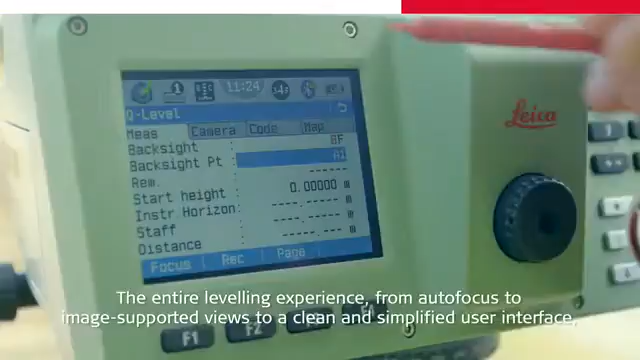 11:24
Q-Level
Meas Camera Code Map
Backsight BF
Backsight Pt : A1
Rem. : -----
Start height : 0.00000 m
Instr Horizon: ---.----- m
Staff : ---.----- m
Distance : ---.--- m
Focus Rec Page
Leica
The entire levelling experience, from autofocus to
image-supported views to a clean and simplified user interface,
F1 F2